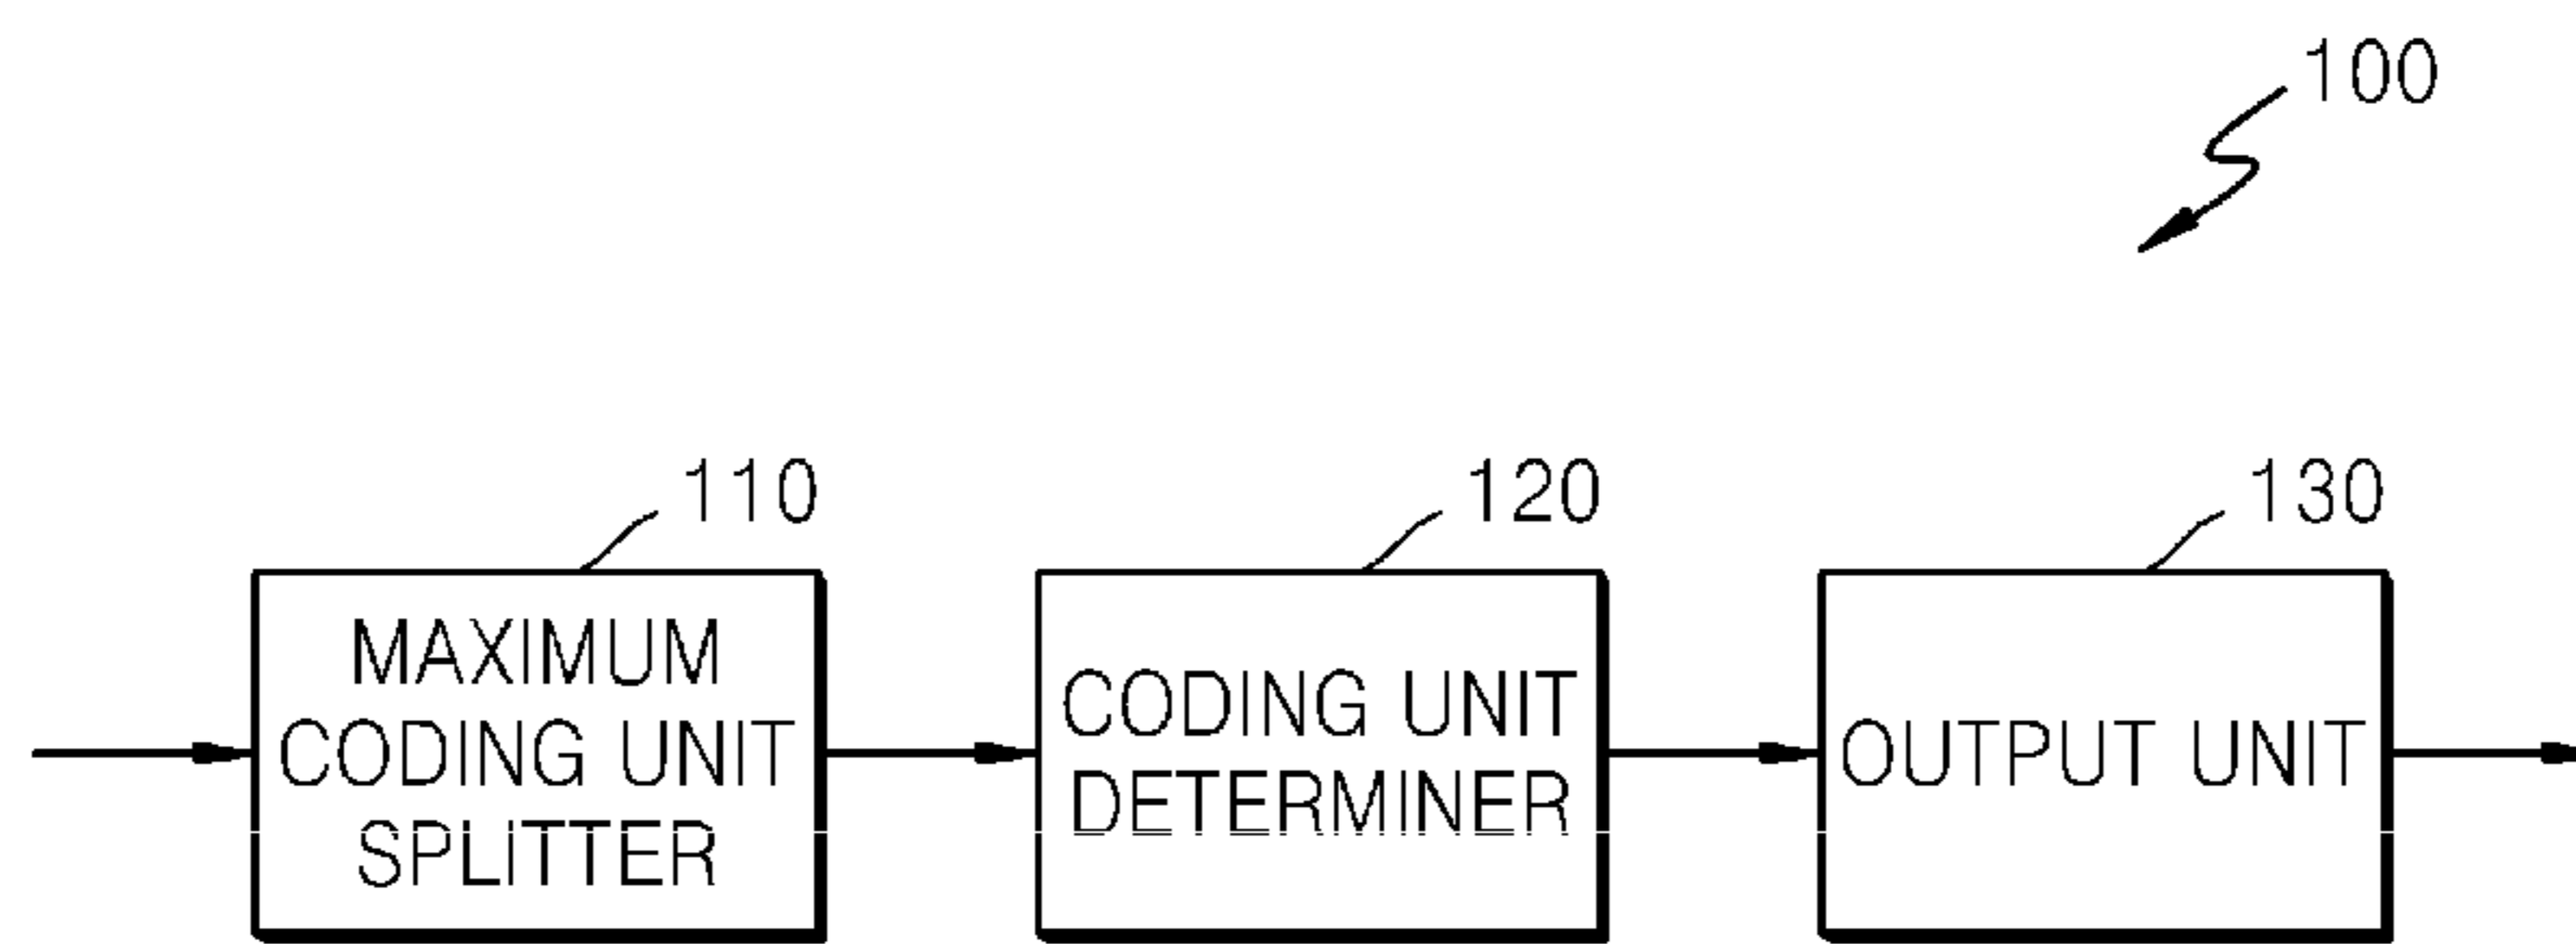 100
110
120
130
MAXIMUM
CODING UNIT
SPLITTER
CODING UNIT
DETERMINER
OUTPUT UNIT